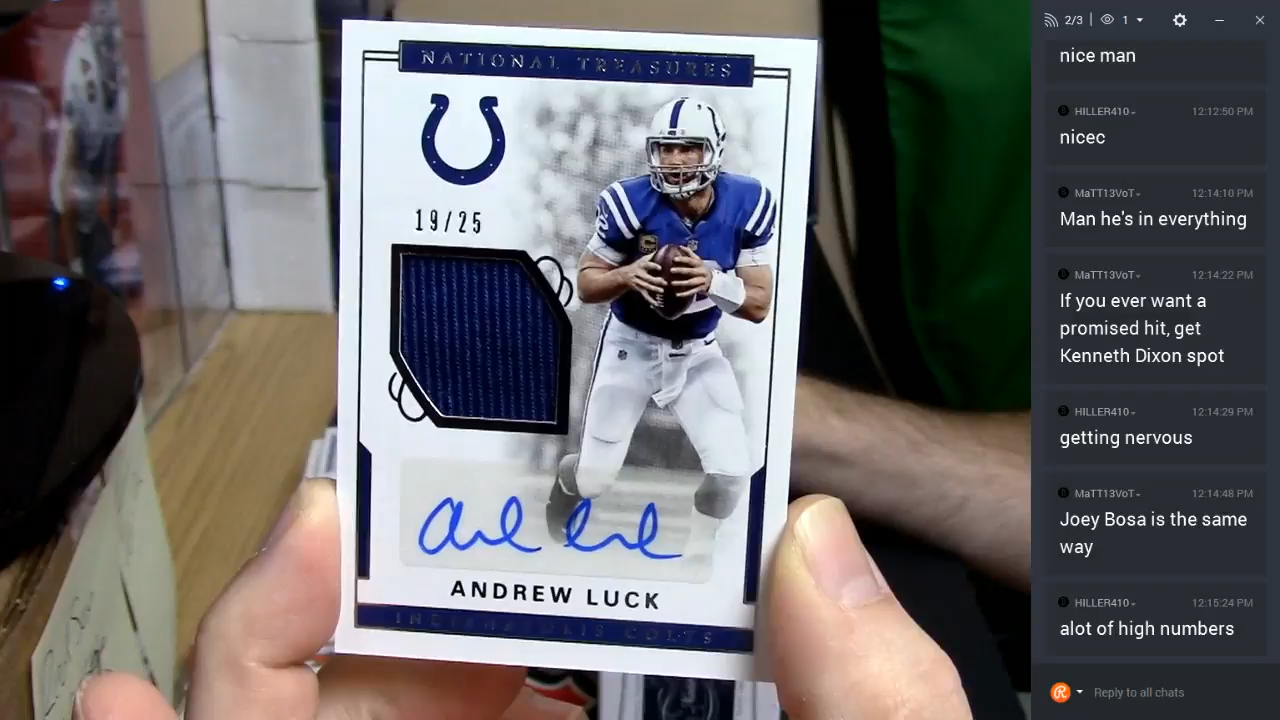 NATIONAL TREASURES
19/25
ANDREW LUCK
INDIANAPOLIS COLTS
2/3
1
nice man
HILLER410
12:12:50 PM
nicec
MaTT13VoT
12:14:10 PM
Man he's in everything
MaTT13VoT
12:14:22 PM
If you ever want a
promised hit, get
Kenneth Dixon spot
HILLER410
12:14:29 PM
getting nervous
MaTT13VoT
12:14:48 PM
Joey Bosa is the same
way
HILLER410
12:15:24 PM
alot of high numbers
Reply to all chats